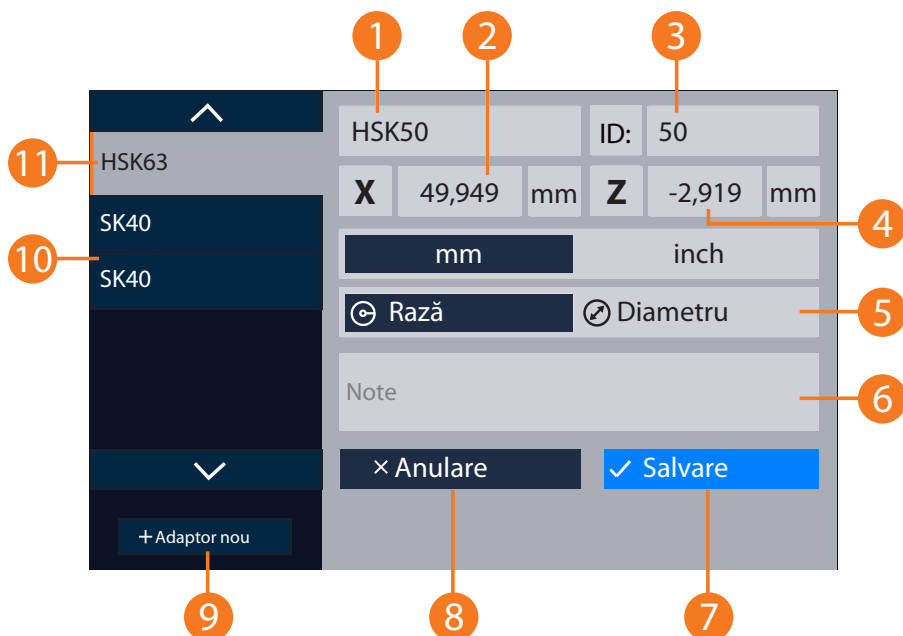 1 2 3
HSK50 ID: 50
11 HSK63
X 49,949 mm Z -2,919 mm
4
SK40
10
mm inch
SK40
Rază Diametru 5
Note 6
Anulare Salvare
+ Adaptor nou
9 8 7